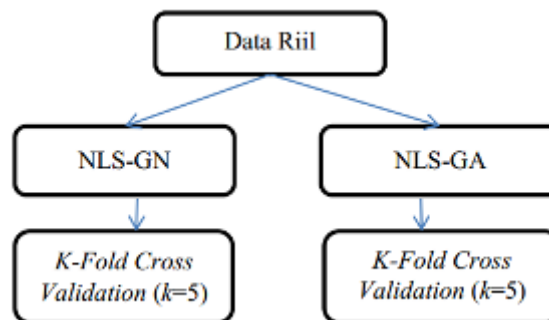 Data Riil
NLS-GN
NLS-GA
K-Fold Cross
Validation (k=5)
K-Fold Cross
Validation (k=5)